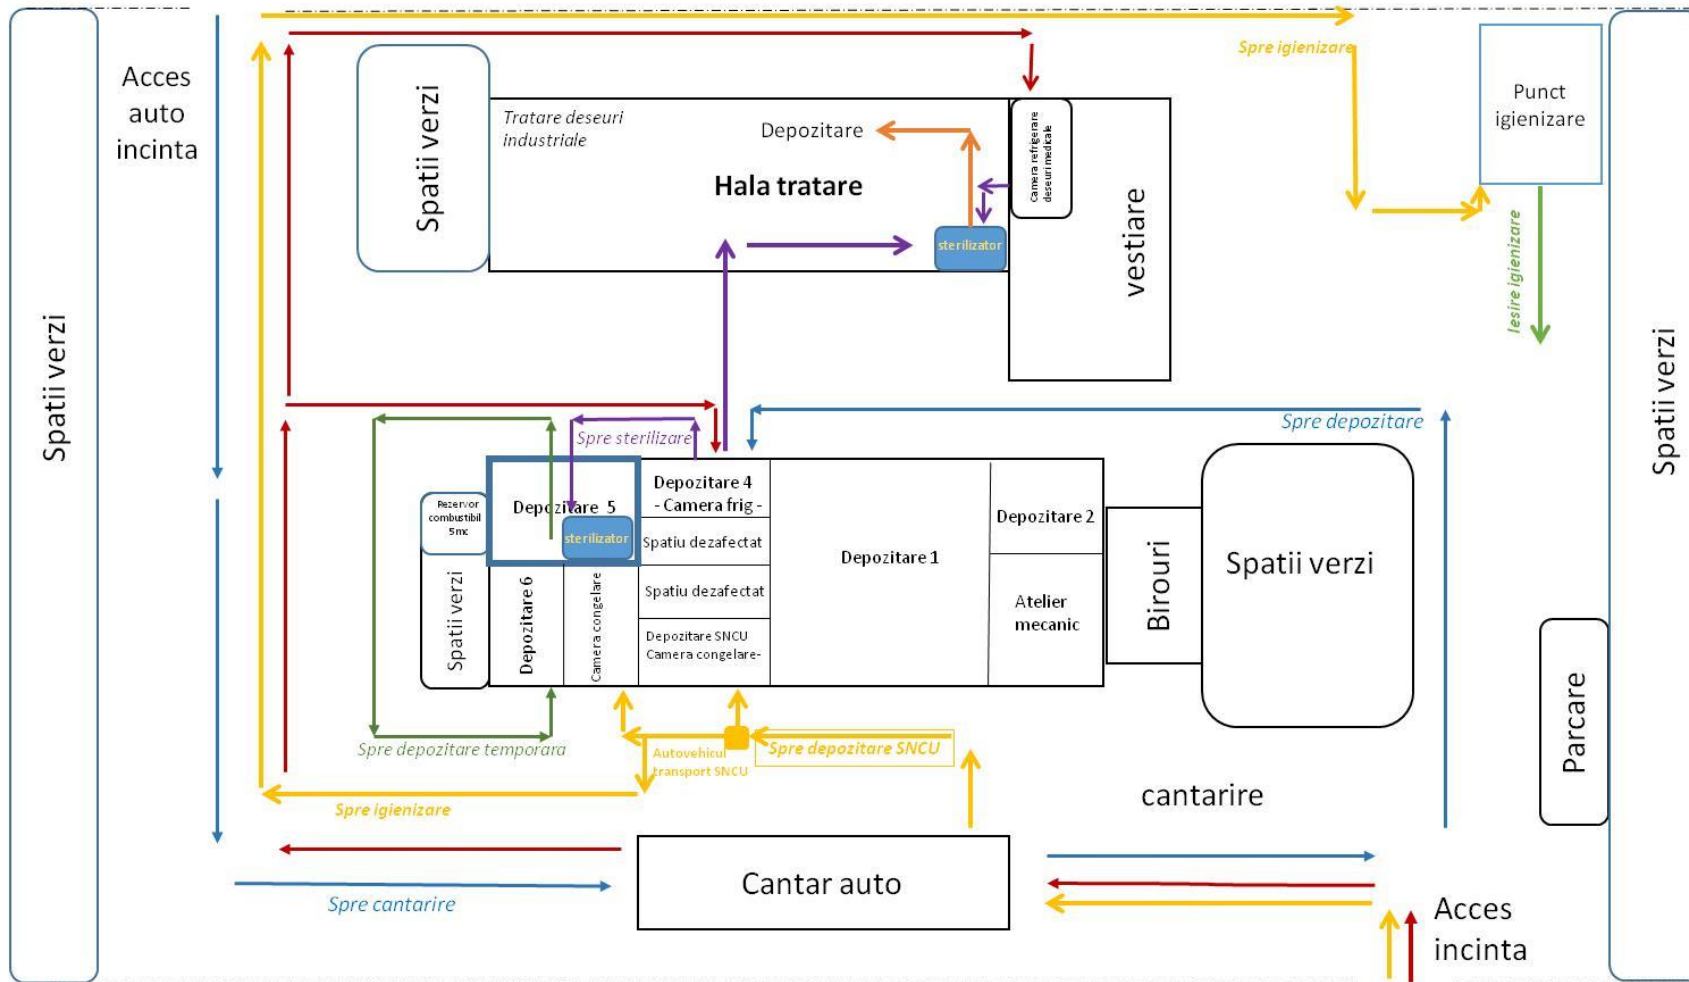 Spatii verzi
Acces
auto
incinta
Spatii verzi
Tratare deseuri
industriale
Depozitare
Hala tratare
sterilizator
Camera refrigerare
deseuri medicale
vestiare
Spre igienizare
Punct
igienizare
Iesire igienizare
Spatii verzi
Spre sterilizare
Spre depozitare
Rezervor
combustibil
5mc
Spatii verzi
Depozitare 5
sterilizator
Depozitare 6
Camera congelare
Depozitare 4
- Camera frig -
Spatiu dezafectat
Spatiu dezafectat
Depozitare SNCU
Camera congelare-
Depozitare 1
Depozitare 2
Atelier
mecanic
Birouri
Spatii verzi
Parcare
Spre depozitare temporara
Autovehicul
transport SNCU
Spre depozitare SNCU
Spre igienizare
cantarire
Cantar auto
Spre cantarire
Acces
incinta